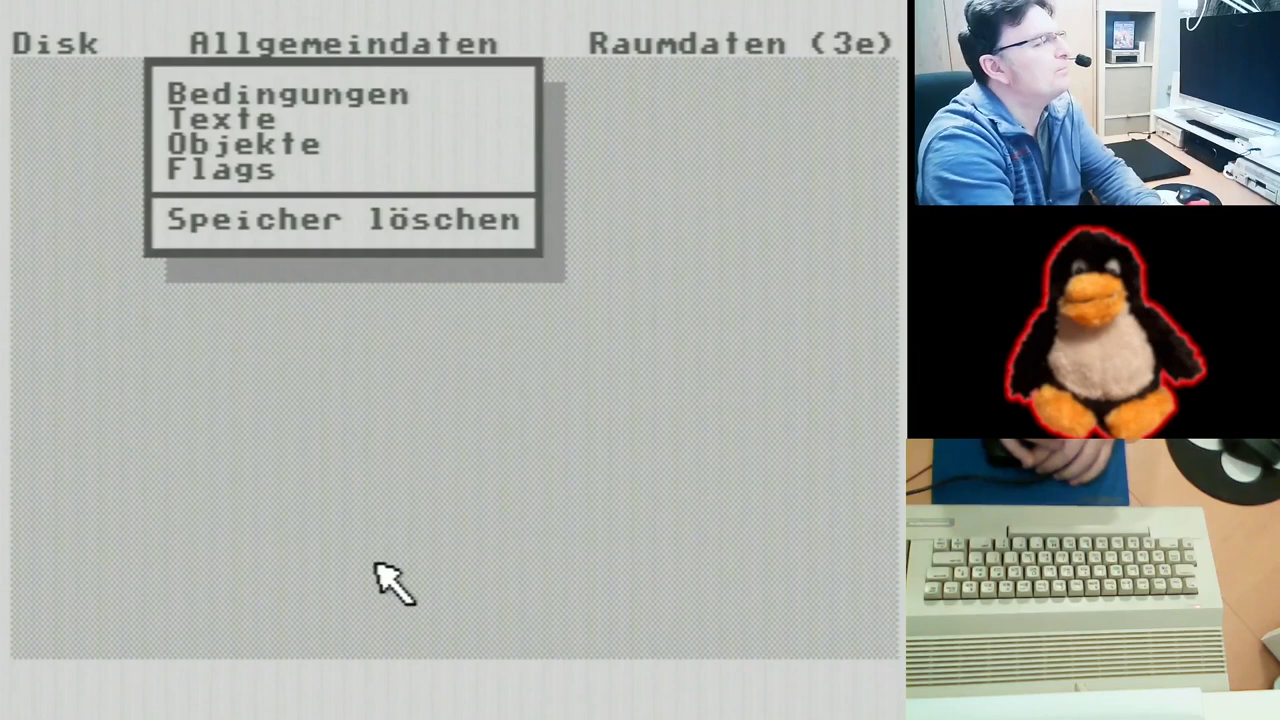 Disk Allgemeindaten Raumdaten (3e)
Bedingungen
Texte
Objekte
Flags
Speicher löschen